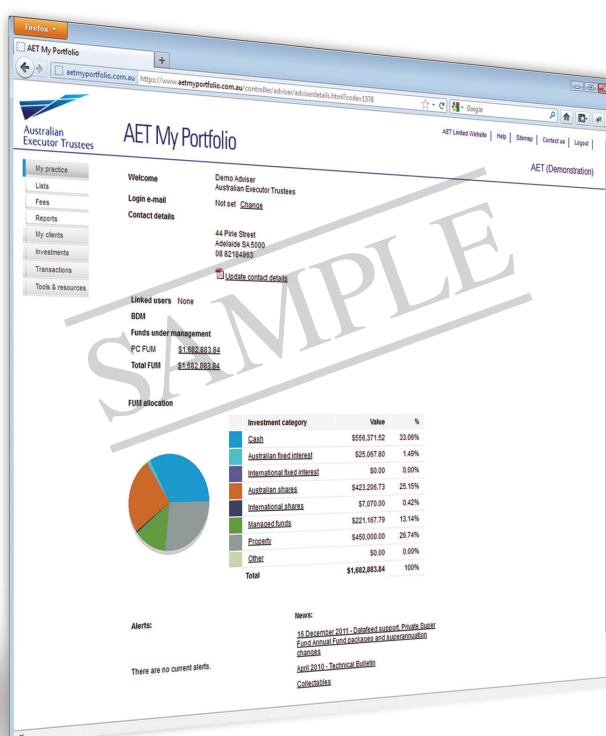 Firefox
AET My Portfolio
aetmyportfolio.com.au https://www.aetmyportfolio.com.au/controller/adviser/adviserdetails.html?code=1578
Google
Australian
Executor Trustees
AET My Portfolio
AET Limited Website | Help | Sitemap | Contact us | Logout |
AET (Demonstration)
My practice
Lists
Fees
Reports
My clients
Investments
Transactions
Tools & resources
Welcome Demo Adviser
Australian Executor Trustees
Login e-mail Not set Change
Contact details
44 Pirie Street
Adelaide SA 5000
08 82184963
Update contact details
Linked users None
BDM
Funds under management
PC FUM $1,682,883.84
Total FUM $1,682,883.84
SAMPLE
FUM allocation
Investment category Value %
Cash $556,371.52 33.06%
Australian fixed interest $25,067.80 1.49%
International fixed interest $0.00 0.00%
Australian shares $423,206.73 25.15%
International shares $7,070.00 0.42%
Managed funds $221,167.79 13.14%
Property $450,000.00 26.74%
Other $0.00 0.00%
Total $1,682,883.84 100%
Alerts:
There are no current alerts.
News:
16 December 2011 - Datafeed support, Private Super
Fund Annual Fund packages and superannuation
changes
April 2010 - Technical Bulletin
Collectables